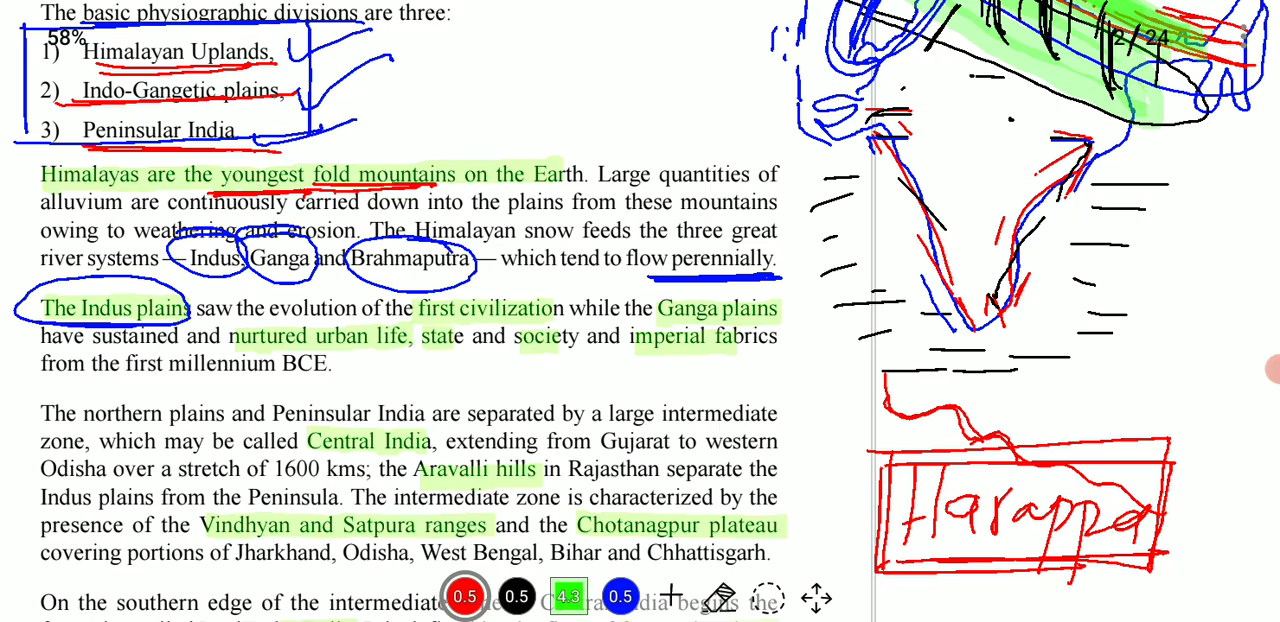 The basic physiographic divisions are three:
58%
2 / 24
1) Himalayan Uplands,
2) Indo-Gangetic plains,
3) Peninsular India
Himalayas are the youngest fold mountains on the Earth. Large quantities of
alluvium are continuously carried down into the plains from these mountains
owing to weathering and erosion. The Himalayan snow feeds the three great
river systems — Indus, Ganga and Brahmaputra — which tend to flow perennially.
The Indus plains saw the evolution of the first civilization while the Ganga plains
have sustained and nurtured urban life, state and society and imperial fabrics
from the first millennium BCE.
The northern plains and Peninsular India are separated by a large intermediate
zone, which may be called Central India, extending from Gujarat to western
Odisha over a stretch of 1600 kms; the Aravalli hills in Rajasthan separate the
Indus plains from the Peninsula. The intermediate zone is characterized by the
presence of the Vindhyan and Satpura ranges and the Chotanagpur plateau
covering portions of Jharkhand, Odisha, West Bengal, Bihar and Chhattisgarh.
Harappa
On the southern edge of the intermediate begins the
0.5 0.5 4.3 0.5